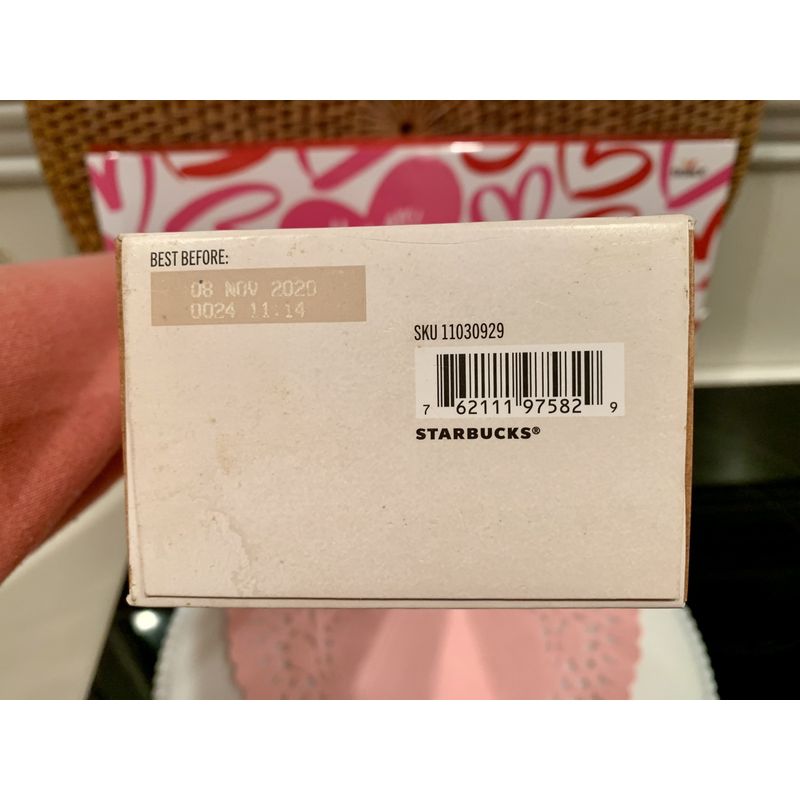 BEST BEFORE:
08 NOV 2020
0024 11:14
SKU 11030929
7 62111 97582 9
STARBUCKS®